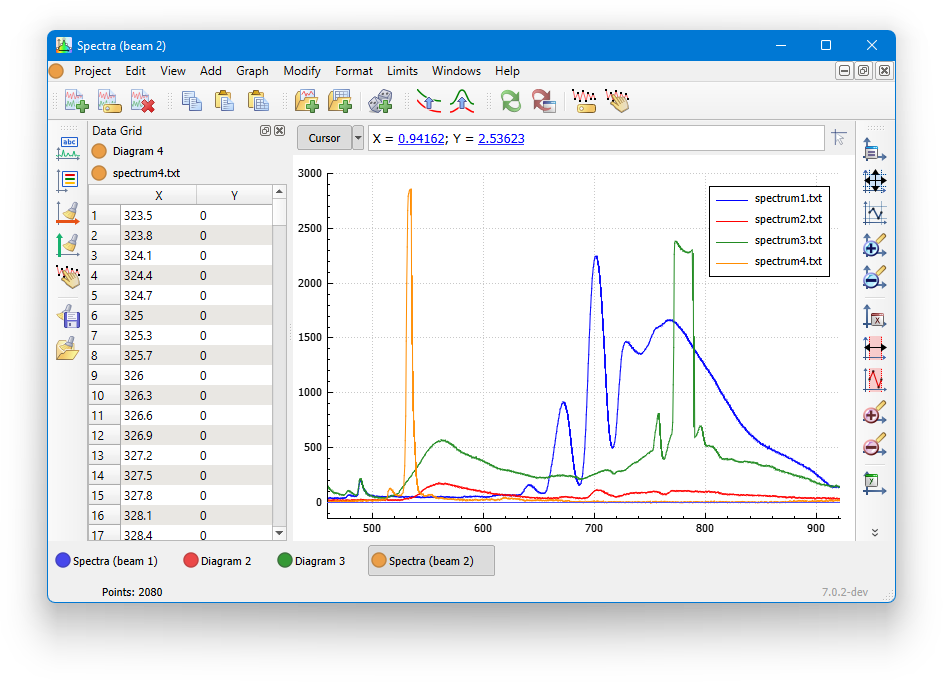 Spectra (beam 2)
Project Edit View Add Graph Modify Format Limits Windows Help
abc
Data Grid
Diagram 4
spectrum4.txt
X Y
1 323.5 0
2 323.8 0
3 324.1 0
4 324.4 0
5 324.7 0
6 325 0
7 325.3 0
8 325.7 0
9 326 0
10 326.3 0
11 326.6 0
12 326.9 0
13 327.2 0
14 327.5 0
15 327.8 0
16 328.1 0
17 328.4 0
Cursor X = 0.94162; Y = 2.53623
3000
2500
2000
1500
1000
500
0
500 600 700 800 900
spectrum1.txt
spectrum2.txt
spectrum3.txt
spectrum4.txt
x
y
Spectra (beam 1) Diagram 2 Diagram 3 Spectra (beam 2)
Points: 2080 7.0.2-dev